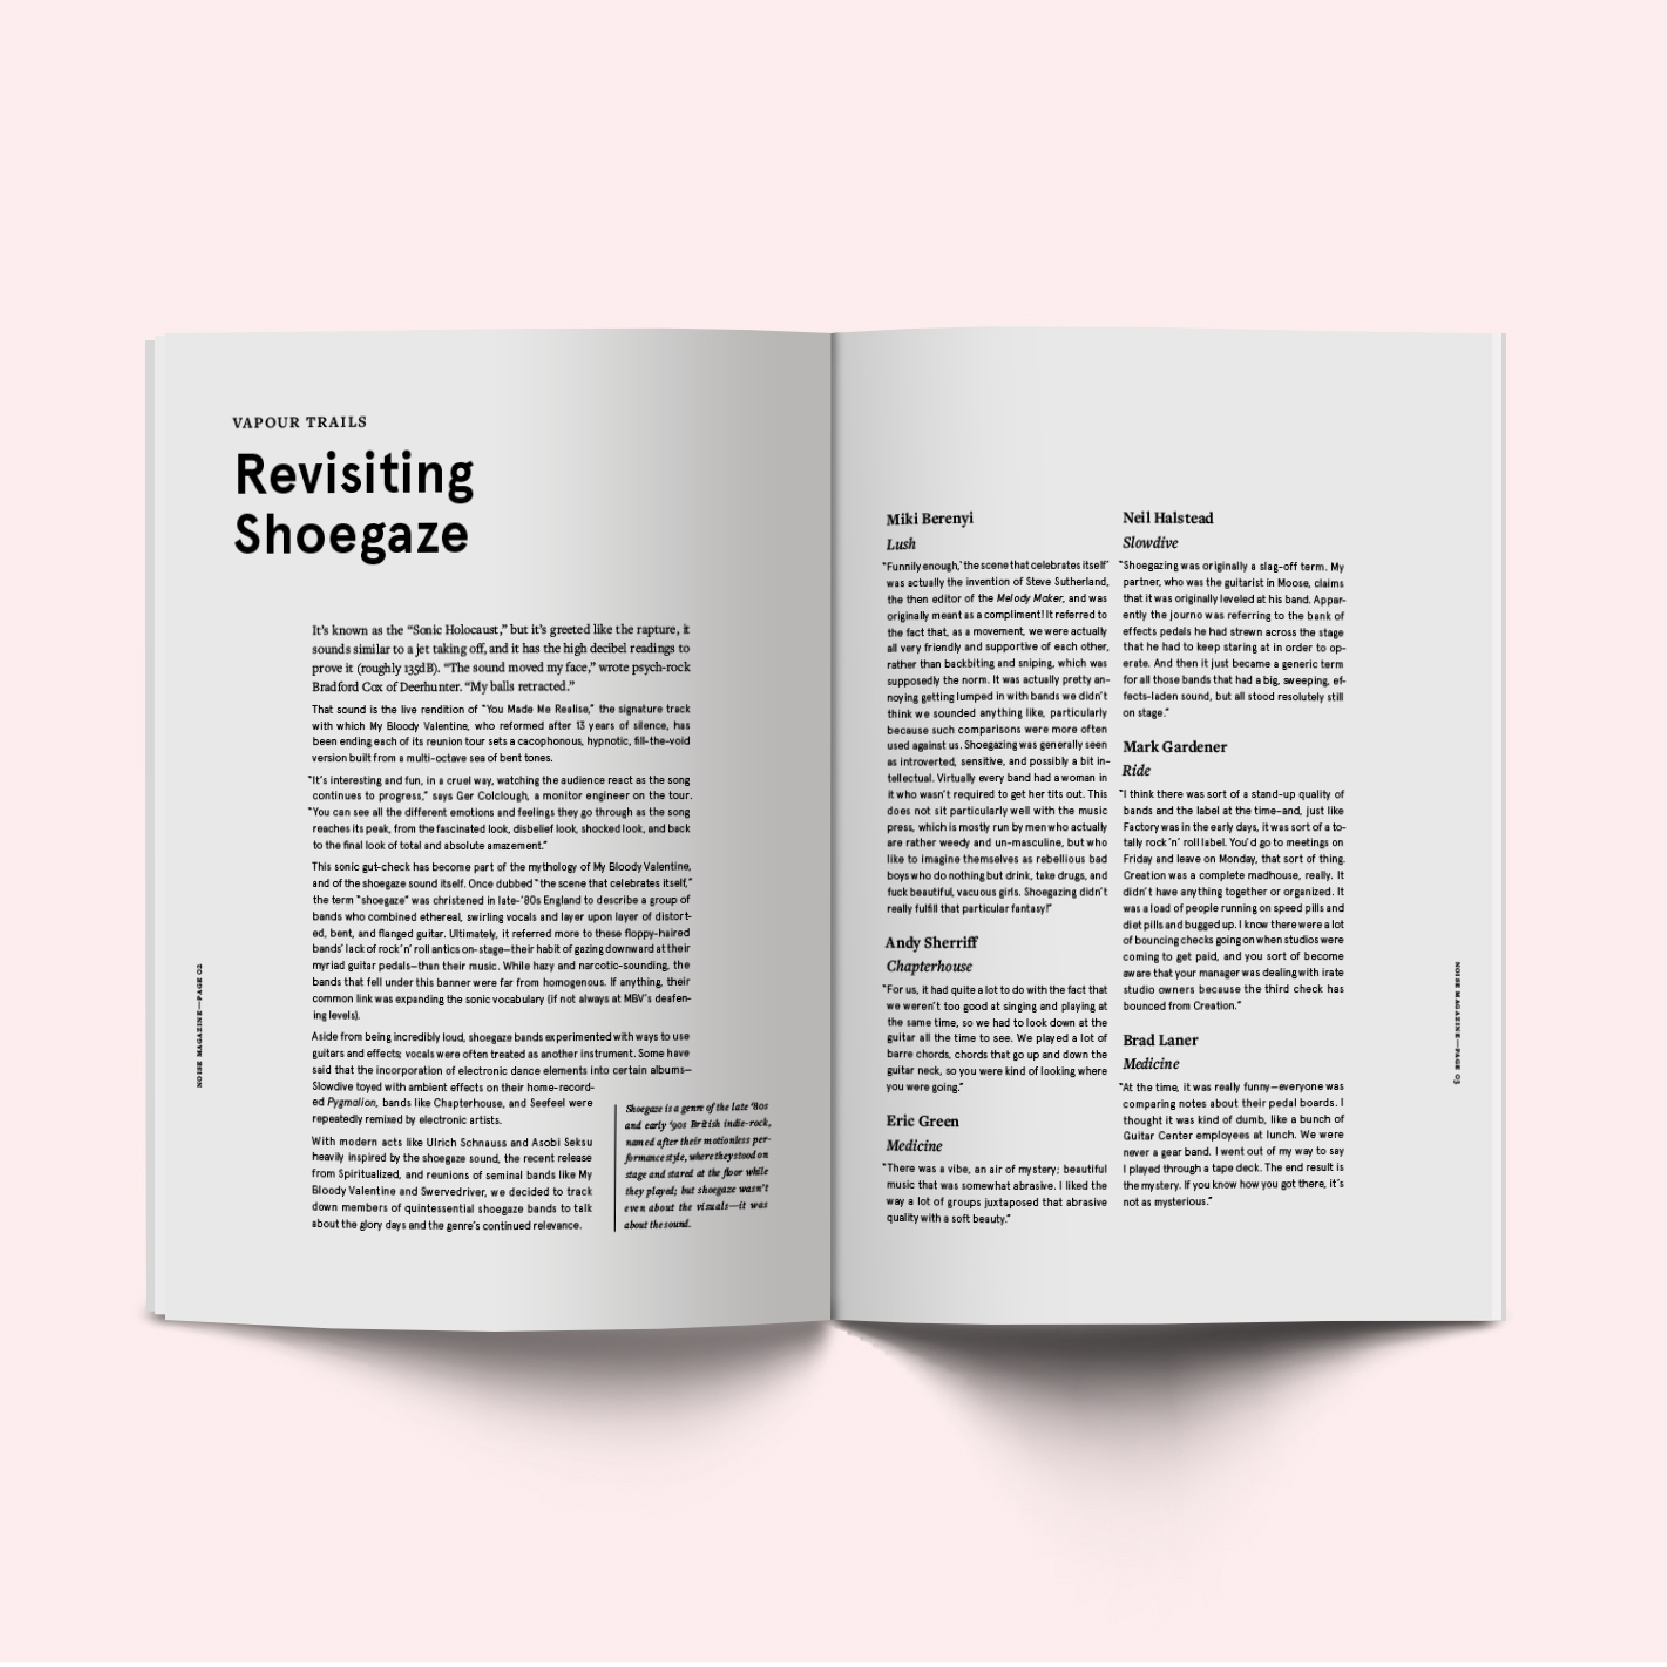 VAPOUR TRAILS
Revisiting
Shoegaze
It’s known as the “Sonic Holocaust,” but it’s greeted like the rapture, it
sounds similar to a jet taking off, and it has the high decibel readings to
prove it (roughly 135dB). “The sound moved my face,” wrote psych-rock
Bradford Cox of Deerhunter. “My balls retracted.”
That sound is the live rendition of “You Made Me Realise,” the signature track
with which My Bloody Valentine, who reformed after 13 years of silence, has
been ending each of its reunion tour sets a cacophonous, hypnotic, fill-the-void
version built from a multi-octave sea of bent tones.
“It’s interesting and fun, in a cruel way, watching the audience react as the song
continues to progress,” says Ger Colclough, a monitor engineer on the tour.
“You can see all the different emotions and feelings they go through as the song
reaches its peak, from the fascinated look, disbelief look, shocked look, and back
to the final look of total and absolute amazement.”
This sonic gut-check has become part of the mythology of My Bloody Valentine,
and of the shoegaze sound itself. Once dubbed “the scene that celebrates itself,”
the term “shoegaze” was christened in late-’80s England to describe a group of
bands who combined ethereal, swirling vocals and layer upon layer of distort-
ed, bent, and flanged guitar. Ultimately, it referred more to these floppy-haired
bands’ lack of rock’n’ roll antics on-stage—their habit of gazing downward at their
myriad guitar pedals—than their music. While hazy and narcotic-sounding, the
bands that fell under this banner were far from homogenous. If anything, their
common link was expanding the sonic vocabulary (if not always at MBV’s deafen-
ing levels).
Aside from being incredibly loud, shoegaze bands experimented with ways to use
guitars and effects; vocals were often treated as another instrument. Some have
said that the incorporation of electronic dance elements into certain albums—
Slowdive toyed with ambient effects on their home-record-
ed Pygmalion, bands like Chapterhouse, and Seefeel were
repeatedly remixed by electronic artists.
With modern acts like Ulrich Schnauss and Asobi Seksu
heavily inspired by the shoegaze sound, the recent release
from Spiritualized, and reunions of seminal bands like My
Bloody Valentine and Swervedriver, we decided to track
down members of quintessential shoegaze bands to talk
about the glory days and the genre’s continued relevance.
Shoegaze is a genre of the late ’80s
and early ’90s British indie-rock,
named after their motionless per-
formance style, where they stood on
stage and stared at the floor while
they played; but shoegaze wasn’t
even about the visuals—it was
about the sound.
NOISE MAGAZINE—PAGE 02
Miki Berenyi
Lush
“Funnily enough, ‘the scene that celebrates itself’
was actually the invention of Steve Sutherland,
the then editor of the Melody Maker, and was
originally meant as a compliment! It referred to
the fact that, as a movement, we were actually
all very friendly and supportive of each other,
rather than backbiting and sniping, which was
supposedly the norm. It was actually pretty an-
noying getting lumped in with bands we didn’t
think we sounded anything like, particularly
because such comparisons were more often
used against us. Shoegazing was generally seen
as introverted, sensitive, and possibly a bit in-
tellectual. Virtually every band had a woman in
it who wasn’t required to get her tits out. This
does not sit particularly well with the music
press, which is mostly run by men who actually
are rather weedy and un-masculine, but who
like to imagine themselves as rebellious bad
boys who do nothing but drink, take drugs, and
fuck beautiful, vacuous girls. Shoegazing didn’t
really fulfill that particular fantasy!”
Andy Sherriff
Chapterhouse
“For us, it had quite a lot to do with the fact that
we weren’t too good at singing and playing at
the same time, so we had to look down at the
guitar all the time to see. We played a lot of
barre chords, chords that go up and down the
guitar neck, so you were kind of looking where
you were going.”
Eric Green
Medicine
“There was a vibe, an air of mystery; beautiful
music that was somewhat abrasive. I liked the
way a lot of groups juxtaposed that abrasive
quality with a soft beauty.”
Neil Halstead
Slowdive
“Shoegazing was originally a slag-off term. My
partner, who was the guitarist in Moose, claims
that it was originally leveled at his band. Appar-
ently the journo was referring to the bank of
effects pedals he had strewn across the stage
that he had to keep staring at in order to op-
erate. And then it just became a generic term
for all those bands that had a big, sweeping, ef-
fects-laden sound, but all stood resolutely still
on stage.”
Mark Gardener
Ride
“I think there was sort of a stand-up quality of
bands and the label at the time—and, just like
Factory was in the early days, it was sort of a to-
tally rock ’n’ roll label. You’d go to meetings on
Friday and leave on Monday, that sort of thing.
Creation was a complete madhouse, really. It
didn’t have anything together or organized. It
was a load of people running on speed pills and
diet pills and bugged up. I know there were a lot
of bouncing checks going on when studios were
coming to get paid, and you sort of become
aware that your manager was dealing with irate
studio owners because the third check has
bounced from Creation.”
Brad Laner
Medicine
“At the time, it was really funny—everyone was
comparing notes about their pedal boards. I
thought it was kind of dumb, like a bunch of
Guitar Center employees at lunch. We were
never a gear band. I went out of my way to say
I played through a tape deck. The end result is
the mystery. If you know how you got there, it’s
not as mysterious.”
NOISE MAGAZINE—PAGE 03